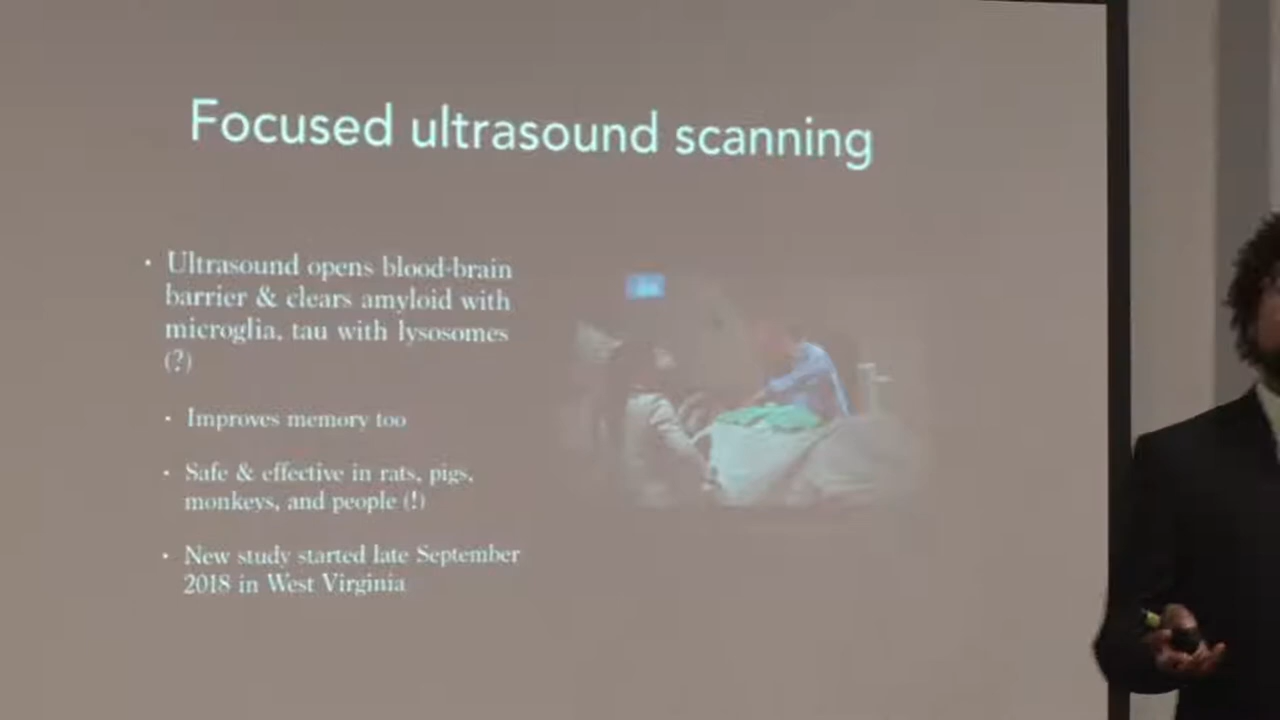 Focused ultrasound scanning
• Ultrasound opens blood-brain
barrier & clears amyloid with
microglia, tau with lysosomes
(?)
• Improves memory too
• Safe & effective in rats, pigs,
monkeys, and people (!)
• New study started late September
2018 in West Virginia